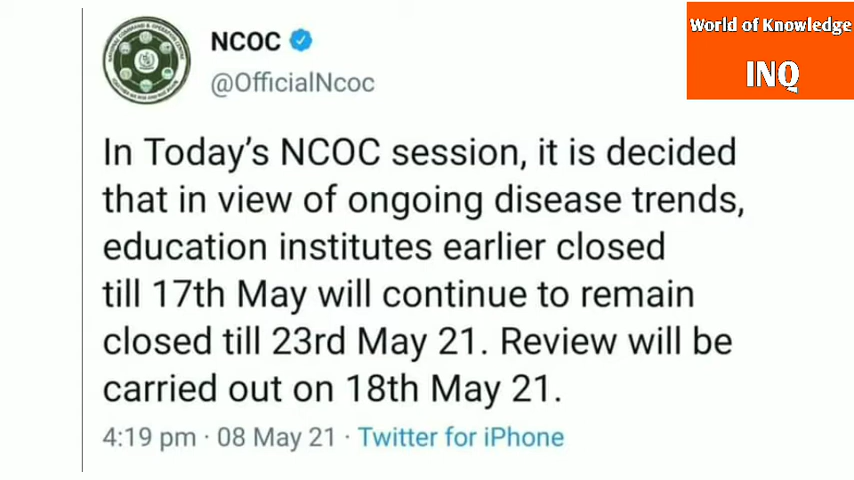 NCOC
@OfficialNcoc
World of Knowledge
INQ
In Today's NCOC session, it is decided
that in view of ongoing disease trends,
education institutes earlier closed
till 17th May will continue to remain
closed till 23rd May 21. Review will be
carried out on 18th May 21.
4:19 pm · 08 May 21 · Twitter for iPhone